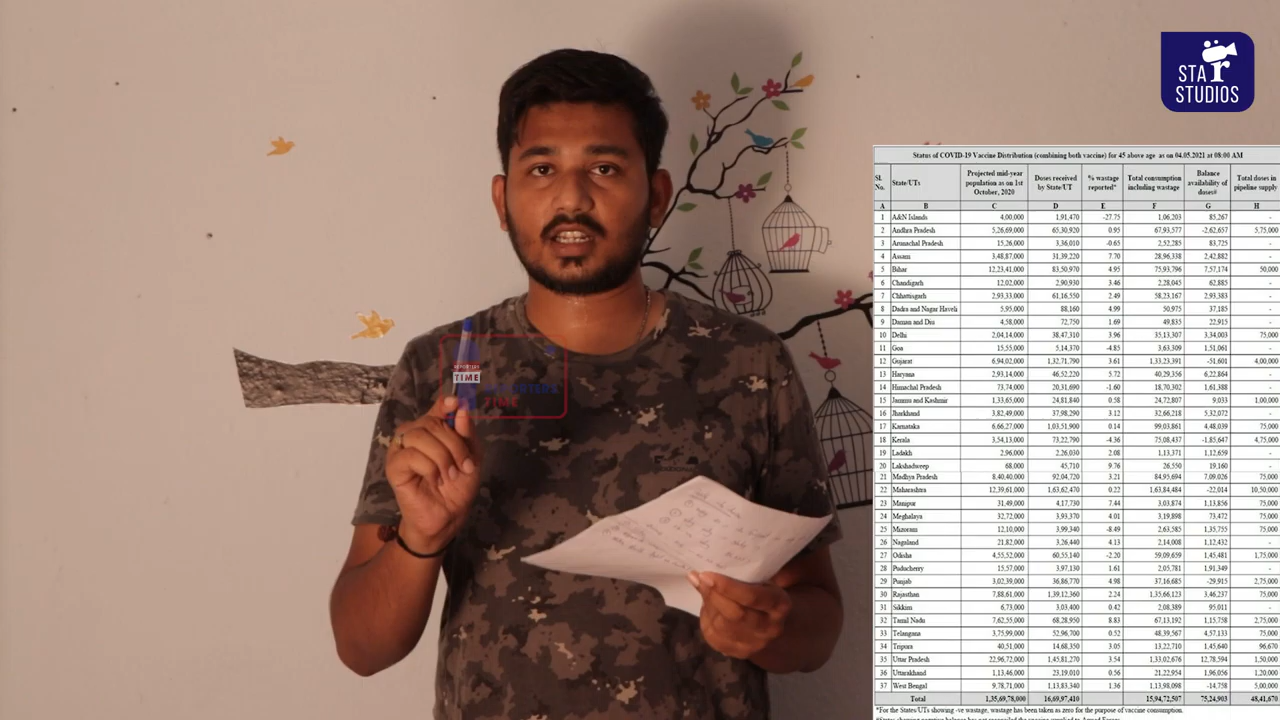 STAr
STUDIOS
REPORTERS
TIME
TIME
Status of COVID-19 Vaccine Distribution (combining both vaccine) for 45 above age as on 04.05.2021 at 08:00 AM
Sl. No. State/UTs Projected mid-year population as on 1st October, 2020 Doses received by State/UT % wastage reported* Total consumption including wastage Balance availability of doses# Total doses in pipeline supply
A B C D E F G H
1 A&N Islands 4,00,000 1,91,470 -27.75 1,06,203 85,267 -
2 Andhra Pradesh 5,26,69,000 65,30,920 0.95 67,93,577 -2,62,657 5,75,000
3 Arunachal Pradesh 15,26,000 3,36,010 -0.65 2,52,285 83,725 -
4 Assam 3,48,87,000 31,39,220 7.70 28,96,338 2,42,882 -
5 Bihar 12,23,41,000 83,50,970 4.95 75,93,796 7,57,174 50,000
6 Chandigarh 12,02,000 2,90,930 3.46 2,28,045 62,885 -
7 Chhattisgarh 2,93,33,000 61,16,550 2.49 58,23,167 2,93,383 -
8 Dadra and Nagar Haveli 5,95,000 88,160 4.99 50,975 37,185 -
9 Daman and Diu 4,58,000 72,750 1.69 49,835 22,915 -
10 Delhi 2,04,14,000 38,47,310 3.96 35,13,307 3,34,003 75,000
11 Goa 15,55,000 5,14,370 -4.85 3,63,309 1,51,061 -
12 Gujarat 6,94,02,000 1,32,71,790 3.61 1,33,23,391 -51,601 4,00,000
13 Haryana 2,93,14,000 46,52,220 5.72 40,29,356 6,22,864 -
14 Himachal Pradesh 73,74,000 20,31,690 -1.60 18,70,302 1,61,388 -
15 Jammu and Kashmir 1,33,65,000 24,81,840 0.58 24,72,807 9,033 1,00,000
16 Jharkhand 3,82,49,000 37,98,290 3.12 32,66,218 5,32,072 -
17 Karnataka 6,66,27,000 1,03,51,900 0.14 99,03,861 4,48,039 75,000
18 Kerala 3,54,13,000 73,22,790 -4.36 75,08,437 -1,85,647 4,75,000
19 Ladakh 2,96,000 2,26,030 2.08 1,13,371 1,12,659 -
20 Lakshadweep 68,000 45,710 9.76 26,550 19,160 -
21 Madhya Pradesh 8,40,40,000 92,04,720 3.21 84,95,694 7,09,026 75,000
22 Maharashtra 12,39,61,000 1,63,62,470 0.22 1,63,84,484 -22,014 10,50,000
23 Manipur 31,49,000 4,17,730 7.44 3,03,874 1,13,856 75,000
24 Meghalaya 32,72,000 3,93,370 4.01 3,19,898 73,472 75,000
25 Mizoram 12,10,000 3,99,340 -8.49 2,63,585 1,35,755 75,000
26 Nagaland 21,82,000 3,26,440 4.13 2,14,008 1,12,432 -
27 Odisha 4,55,52,000 60,55,140 -2.20 59,09,659 1,45,481 1,75,000
28 Puducherry 15,57,000 3,97,130 1.61 2,05,781 1,91,349 -
29 Punjab 3,02,39,000 36,86,770 4.98 37,16,685 -29,915 2,75,000
30 Rajasthan 7,88,61,000 1,39,12,360 2.24 1,35,66,123 3,46,237 75,000
31 Sikkim 6,73,000 3,03,400 0.42 2,08,389 95,011 -
32 Tamil Nadu 7,62,55,000 68,28,950 8.83 67,13,192 1,15,758 2,75,000
33 Telangana 3,75,99,000 52,96,700 0.52 48,39,567 4,57,133 75,000
34 Tripura 40,51,000 14,68,350 3.05 13,22,710 1,45,640 96,670
35 Uttar Pradesh 22,96,72,000 1,45,81,270 3.54 1,33,02,676 12,78,594 1,50,000
36 Uttarakhand 1,13,46,000 23,19,010 0.56 21,22,954 1,96,056 1,20,000
37 West Bengal 9,78,71,000 1,13,83,340 1.36 1,13,98,098 -14,758 5,00,000
Total 1,35,69,78,000 16,69,97,410 15,94,72,507 75,24,903 48,41,670
*For the States/UTs showing -ve wastage, wastage has been taken as zero for the purpose of vaccine consumption.